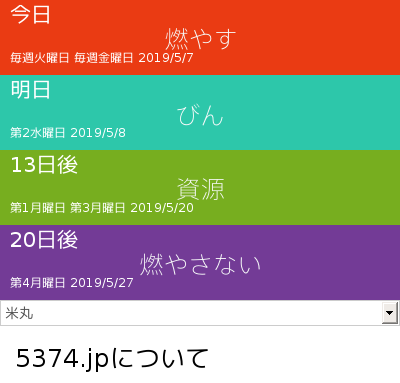 今日
燃やす
毎週火曜日 毎週金曜日 2019/5/7
明日
びん
第2水曜日 2019/5/8
13日後
資源
第1月曜日 第3月曜日 2019/5/20
20日後
燃やさない
第4月曜日 2019/5/27
米丸
5374.jpについて